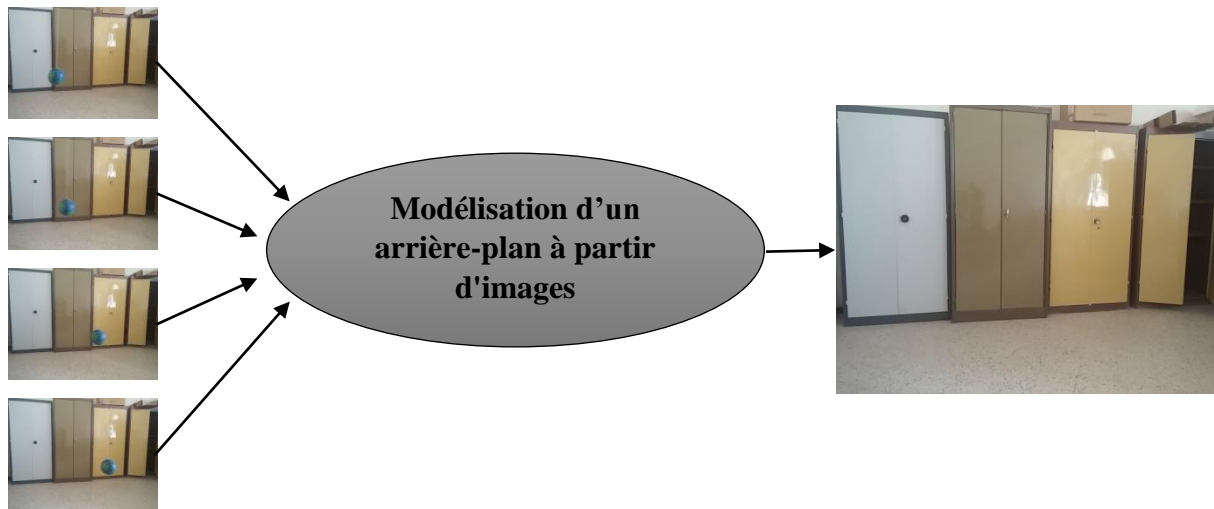 Modélisation d’un
arrière-plan à partir
d'images